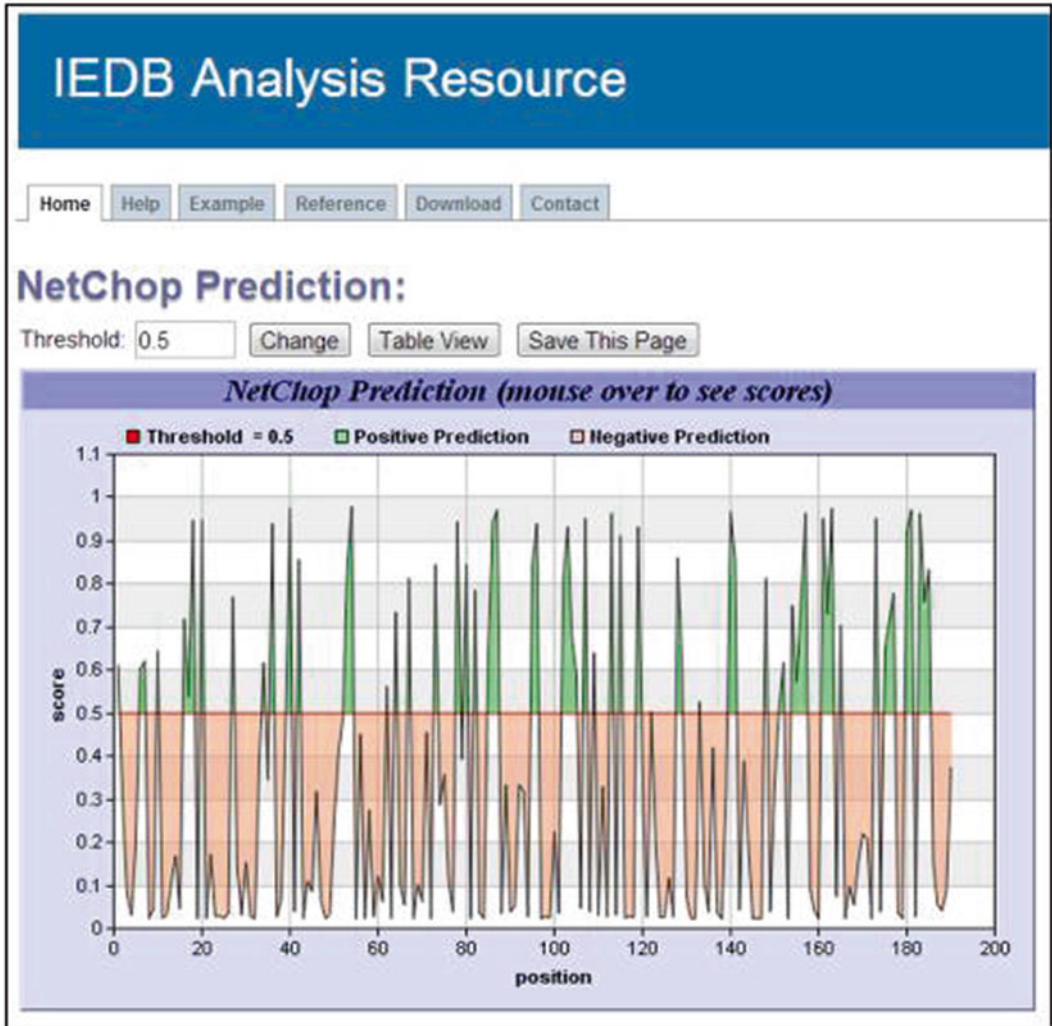 IEDB Analysis Resource
Home Help Example Reference Download Contact
NetChop Prediction:
Threshold: 0.5 Change Table View Save This Page
NetChop Prediction (mouse over to see scores)
Threshold = 0.5 Positive Prediction Negative Prediction
1.1
1
0.9
0.8
0.7
0.6
0.5
0.4
0.3
0.2
0.1
0
score
0 20 40 60 80 100 120 140 160 180 200
position